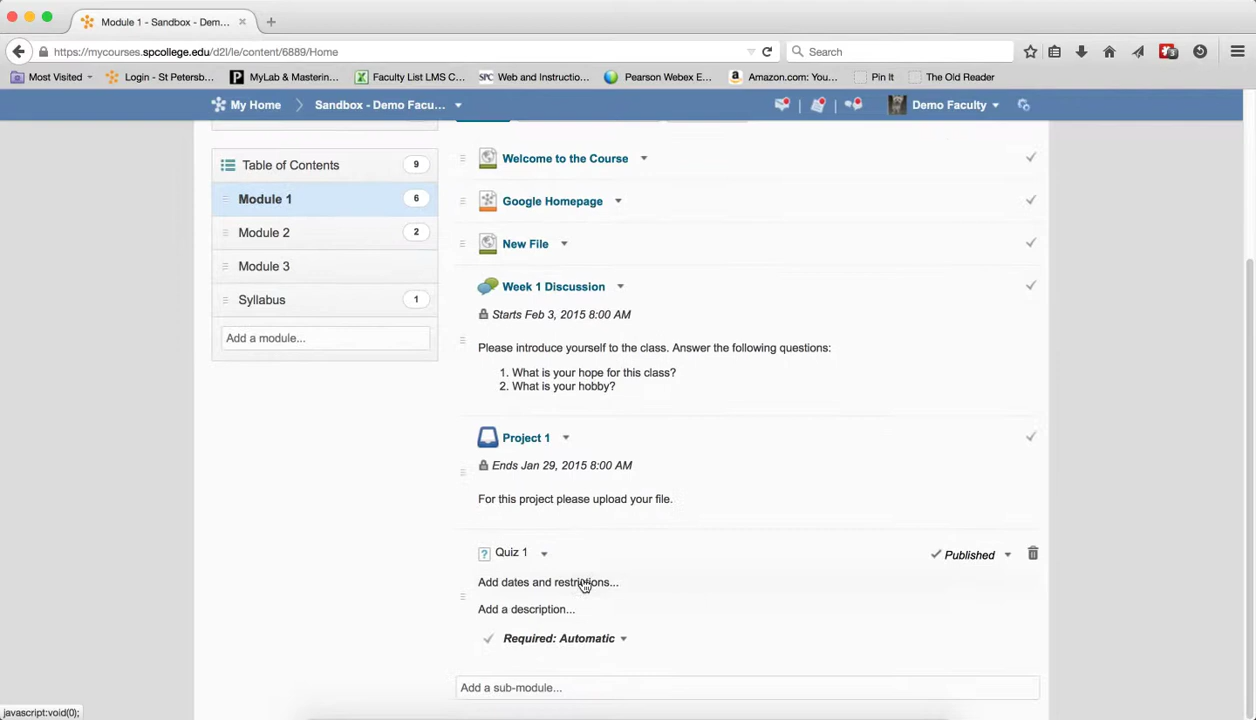 Module 1 - Sandbox - Dem...
https://mycourses.spcollege.edu/d2l/le/content/6889/Home
Search
Most Visited
Login - St Petersb...
MyLab & Mastering...
Faculty List LMS C...
SPC
Web and Instructio...
Pearson Webex E...
Amazon.com: You...
Pin It
The Old Reader
My Home
Sandbox - Demo Facu...
Demo Faculty
Table of Contents
9
Module 1
6
Module 2
2
Module 3
Syllabus
1
Add a module...
Welcome to the Course
Google Homepage
New File
Week 1 Discussion
Starts Feb 3, 2015 8:00 AM
Please introduce yourself to the class. Answer the following questions:
1. What is your hope for this class?
2. What is your hobby?
Project 1
Ends Jan 29, 2015 8:00 AM
For this project please upload your file.
Quiz 1
Published
Add dates and restrictions...
Add a description...
Required: Automatic
Add a sub-module...
javascript:void(0);